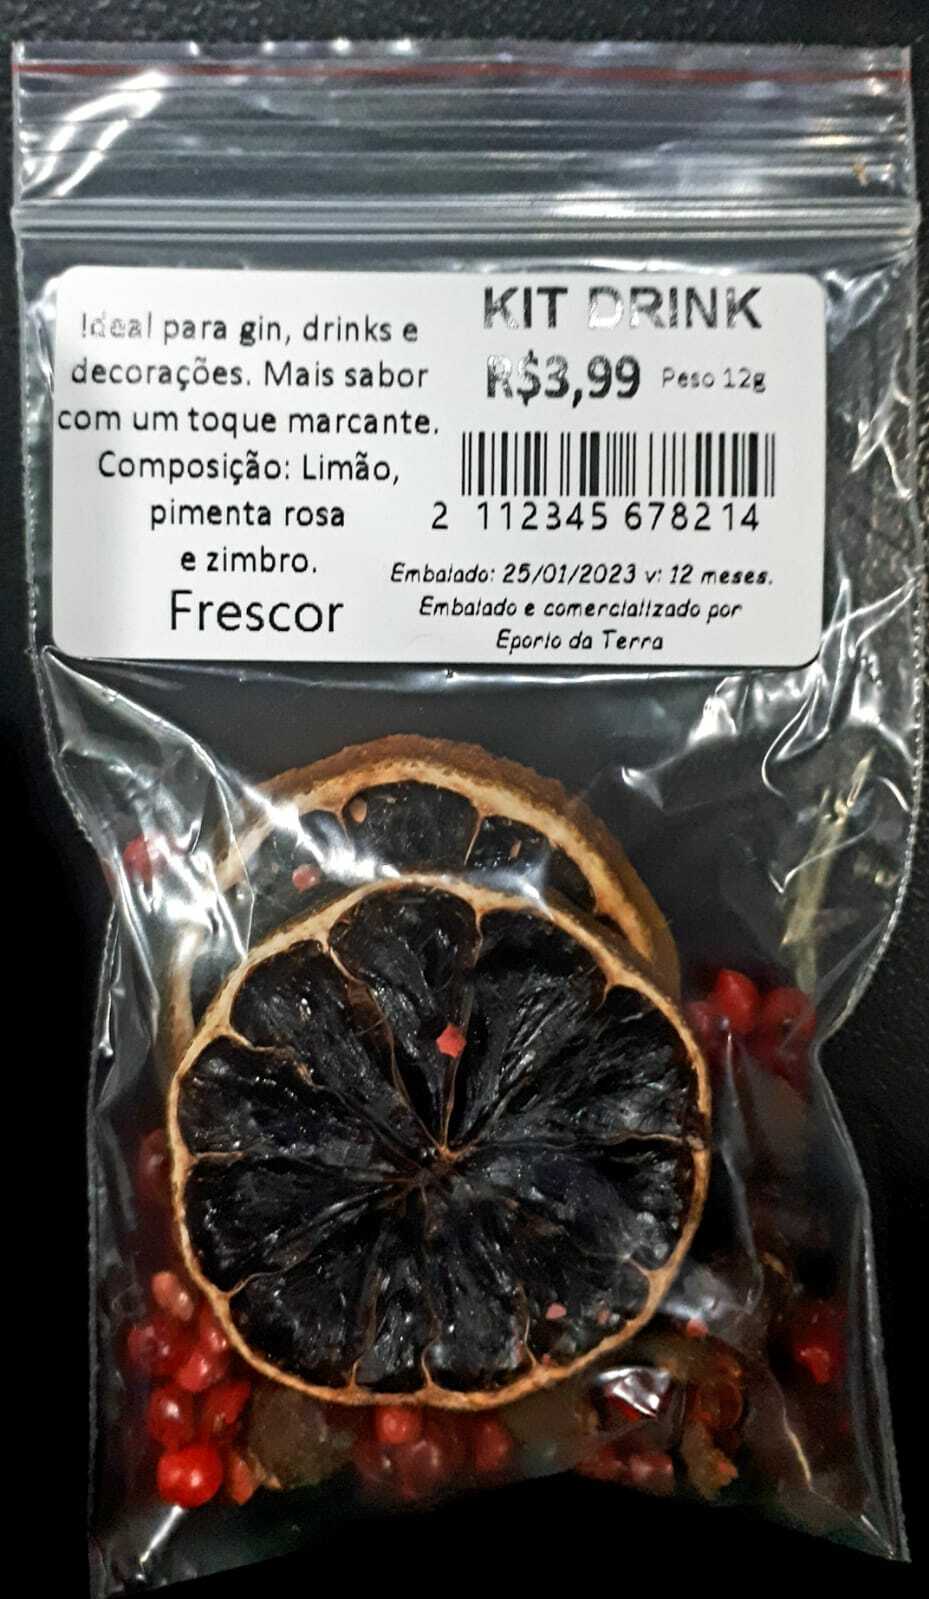 Ideal para gin, drinks e
decorações. Mais sabor
com um toque marcante.
Composição: Limão,
pimenta rosa
e zimbro.
Frescor
KIT DRINK
R$3,99 Peso 12g
2 112345 678214
Embalado: 25/01/2023 v: 12 meses.
Embalado e comercializado por
Eporio da Terra